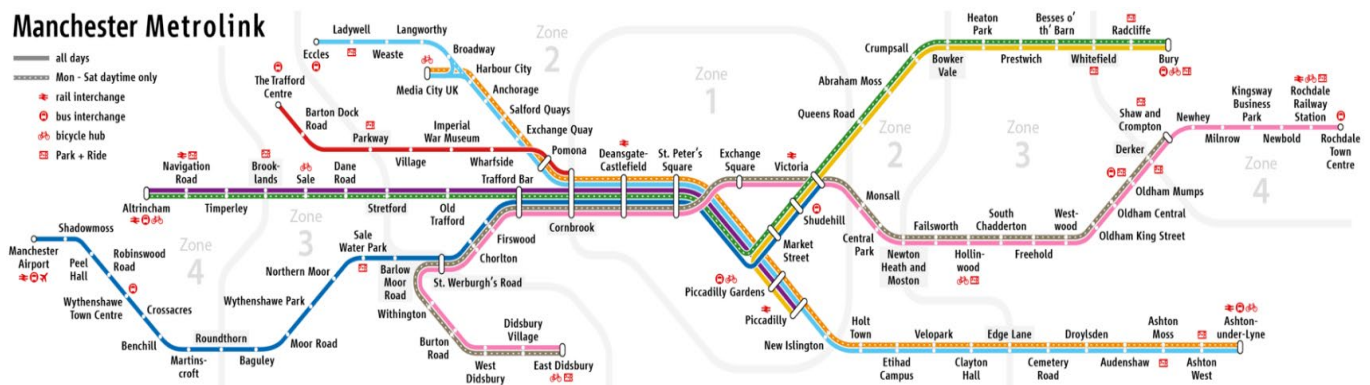 Manchester Metrolink
all days
Mon - Sat daytime only
rail interchange
bus interchange
bicycle hub
Park + Ride
Zone
2
Zone
1
Zone
2
Zone
3
Zone
4
Zone
3
Zone
4
Eccles
Ladywell
Weaste
Langworthy
Broadway
Harbour City
Media City UK
Anchorage
Salford Quays
Exchange Quay
Pomona
The Trafford
Centre
Barton Dock
Road
Parkway
Village
Imperial
War Museum
Wharfside
Trafford Bar
Cornbrook
Deansgate-
Castlefield
St. Peter's
Square
Exchange
Square
Victoria
Altrincham
Navigation
Road
Timperley
Brook-
lands
Sale
Dane
Road
Stretford
Old
Trafford
Manchester
Airport
Shadowmoss
Peel
Hall
Robinswood
Road
Wythenshawe
Town Centre
Crossacres
Benchill
Martins-
croft
Roundthorn
Baguley
Moor Road
Wythenshawe Park
Northern Moor
Sale
Water Park
Barlow
Moor
Road
St. Werburgh's Road
Chorlton
Firswood
Withington
Burton
Road
West
Didsbury
Didsbury
Village
East Didsbury
Shudehill
Market
Street
Piccadilly Gardens
Piccadilly
New Islington
Holt
Town
Etihad
Campus
Velopark
Clayton
Hall
Edge Lane
Cemetery
Road
Droylsden
Audenshaw
Ashton
Moss
Ashton
West
Ashton-
under-Lyne
Queens Road
Abraham Moss
Crumpsall
Bowker
Vale
Heaton
Park
Prestwich
Besses o'
th' Barn
Whitefield
Radcliffe
Bury
Monsall
Central
Park
Newton
Heath and
Moston
Failsworth
Hollin-
wood
South
Chadderton
Freehold
West-
wood
Oldham King Street
Oldham Central
Oldham Mumps
Derker
Shaw and
Crompton
Newhey
Milnrow
Kingsway
Business
Park
Newbold
Rochdale
Railway
Station
Rochdale
Town
Centre